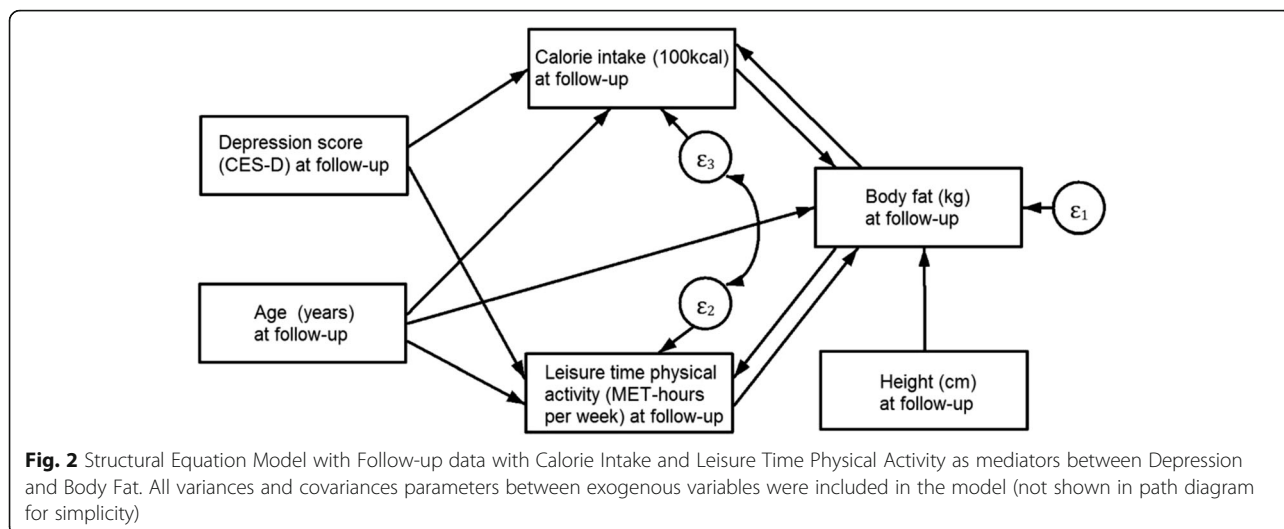 Calorie intake (100kcal)
at follow-up
Depression score
(CES-D) at follow-up
ε3
Body fat (kg)
at follow-up
ε1
Age (years)
at follow-up
ε2
Leisure time physical
activity (MET-hours
per week) at follow-up
Height (cm)
at follow-up
Fig. 2 Structural Equation Model with Follow-up data with Calorie Intake and Leisure Time Physical Activity as mediators between Depression
and Body Fat. All variances and covariances parameters between exogenous variables were included in the model (not shown in path diagram
for simplicity)